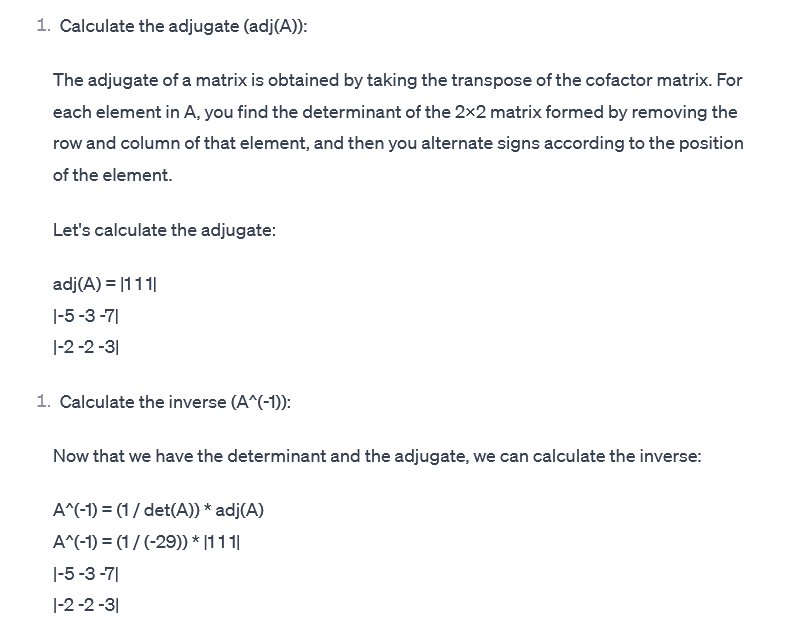 1. Calculate the adjugate (adj(A)):
The adjugate of a matrix is obtained by taking the transpose of the cofactor matrix. For
each element in A, you find the determinant of the 2×2 matrix formed by removing the
row and column of that element, and then you alternate signs according to the position
of the element.
Let's calculate the adjugate:
adj(A) = |1 1 1|
|-5 -3 -7|
|-2 -2 -3|
1. Calculate the inverse (A^(-1)):
Now that we have the determinant and the adjugate, we can calculate the inverse:
A^(-1) = (1 / det(A)) * adj(A)
A^(-1) = (1 / (-29)) * |1 1 1|
|-5 -3 -7|
|-2 -2 -3|